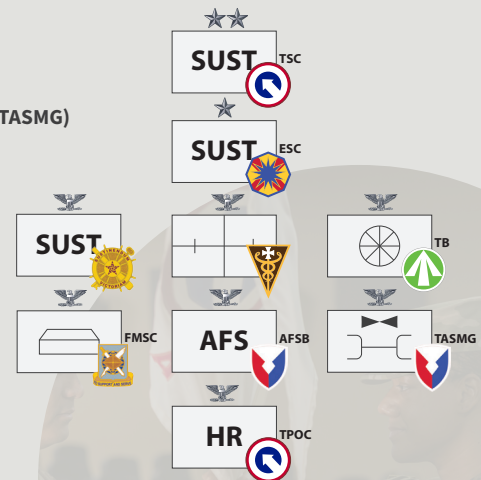 SUST TSC
TASMG)
SUST ESC
SUST
TB
FMSC
AFS AFSB
TASMG
HR TPOC